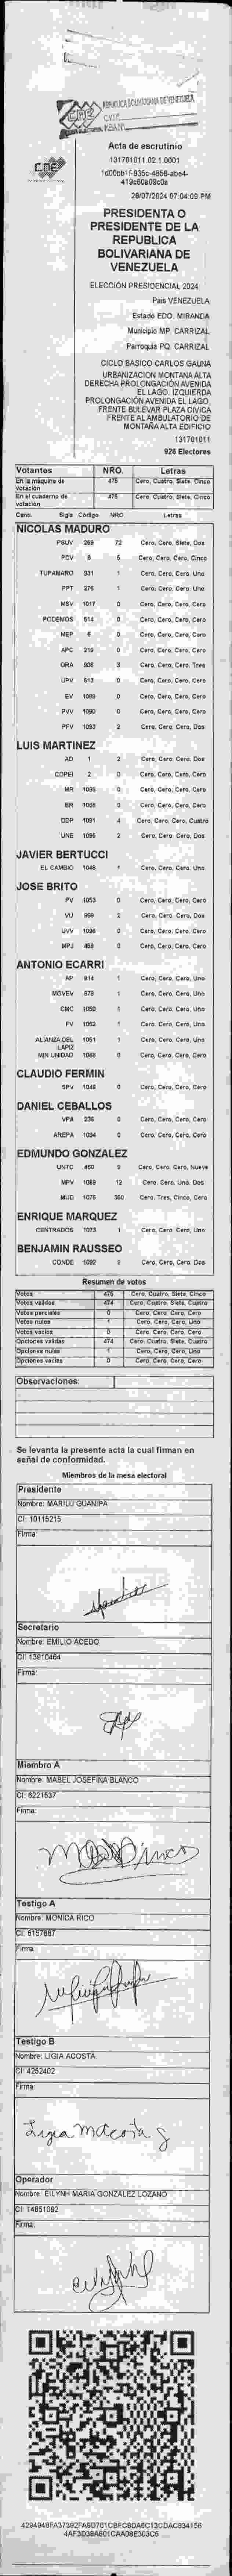 REPUBLICA BOLIVARIANA DE VENEZUELA
CNE
Acta de escrutinio
131701011.02.1.0001
1d00bb1f-935c-4856-abe4-
419c60a09c0a
28/07/2024 07:04:09 PM
PRESIDENTA O
PRESIDENTE DE LA
REPUBLICA
BOLIVARIANA DE
VENEZUELA
ELECCIÓN PRESIDENCIAL 2024
País VENEZUELA
Estado EDO. MIRANDA
Municipio MP. CARRIZAL
Parroquia PQ. CARRIZAL
CICLO BASICO CARLOS GAUNA
URBANIZACION MONTAÑA ALTA
DERECHA PROLONGACIÓN AVENIDA
EL LAGO. IZQUIERDA
PROLONGACIÓN AVENIDA EL LAGO.
FRENTE BULEVAR PLAZA CIVICA
FRENTE AL AMBULATORIO DE
MONTAÑA ALTA EDIFICIO
131701011
926 Electores
Votantes NRO. Letras
En la máquina de votación 475 Cero, Cuatro, Siete, Cinco
En el cuaderno de votación 475 Cero, Cuatro, Siete, Cinco
Cand. Sigla Código NRO Letras
NICOLAS MADURO
PSUV 72 Cero, Cero, Siete, Dos
PCV 5 Cero, Cero, Cero, Cinco
TUPAMARO 931 1 Cero, Cero, Cero, Uno
PPT 275 1 Cero, Cero, Cero, Uno
MSV 1017 0 Cero, Cero, Cero, Cero
PODEMOS 514 0 Cero, Cero, Cero, Cero
MEP 6 0 Cero, Cero, Cero, Cero
APC 219 0 Cero, Cero, Cero, Cero
ORA 906 3 Cero, Cero, Cero, Tres
UPV 513 0 Cero, Cero, Cero, Cero
EV 1089 0 Cero, Cero, Cero, Cero
PVV 1090 0 Cero, Cero, Cero, Cero
PFV 1093 2 Cero, Cero, Cero, Dos
LUIS MARTINEZ
AD 1 2 Cero, Cero, Cero, Dos
COPEI 2 0 Cero, Cero, Cero, Cero
MR 0 Cero, Cero, Cero, Cero
BR 0 Cero, Cero, Cero, Cero
DDP 1091 4 Cero, Cero, Cero, Cuatro
UNE 1095 2 Cero, Cero, Cero, Dos
JAVIER BERTUCCI
EL CAMBIO 1048 1 Cero, Cero, Cero, Uno
JOSE BRITO
PV 1053 0 Cero, Cero, Cero, Cero
VU 968 2 Cero, Cero, Cero, Dos
UVV 1096 0 Cero, Cero, Cero, Cero
MPJ 458 0 Cero, Cero, Cero, Cero
ANTONIO ECARRI
AP 914 1 Cero, Cero, Cero, Uno
MOVEV 979 1 Cero, Cero, Cero, Uno
CMC 1050 1 Cero, Cero, Cero, Uno
FV 1062 1 Cero, Cero, Cero, Uno
ALIANZA DEL LAPIZ 1061 1 Cero, Cero, Cero, Uno
MIN UNIDAD 1068 0 Cero, Cero, Cero, Cero
CLAUDIO FERMIN
SPV 1046 0 Cero, Cero, Cero, Cero
DANIEL CEBALLOS
VPA 236 0 Cero, Cero, Cero, Cero
AREPA 1094 0 Cero, Cero, Cero, Cero
EDMUNDO GONZALEZ
UNTC 460 9 Cero, Cero, Cero, Nueve
MPV 1069 12 Cero, Cero, Uno, Dos
MUD 1076 350 Cero, Tres, Cinco, Cero
ENRIQUE MARQUEZ
CENTRADOS 1073 1 Cero, Cero, Cero, Uno
BENJAMIN RAUSSEO
CONDE 1092 2 Cero, Cero, Cero, Dos
Resumen de votos
Votos 475 Cero, Cuatro, Siete, Cinco
Votos validos 474 Cero, Cuatro, Siete, Cuatro
Votos parciales 0 Cero, Cero, Cero, Cero
Votos nulos 1 Cero, Cero, Cero, Uno
Votos vacios 0 Cero, Cero, Cero, Cero
Opciones validas 474 Cero, Cuatro, Siete, Cuatro
Opciones nulas 1 Cero, Cero, Cero, Uno
Opciones vacias 0 Cero, Cero, Cero, Cero
Observaciones:
Se levanta la presente acta la cual firman en
señal de conformidad.
Miembros de la mesa electoral
Presidente
Nombre: MARILU GUANIPA
CI: 10115215
Firma:
Secretario
Nombre: EMILIO ACEDO
CI: 13910464
Firma:
Miembro A
Nombre: MABEL JOSEFINA BLANCO
CI: 6221537
Firma:
Testigo A
Nombre: MONICA RICO
CI: 6157887
Firma:
Testigo B
Nombre: LIGIA ACOSTA
CI: 4252402
Firma:
Ligia Macosta
Operador
Nombre: EILYNH MARIA GONZALEZ LOZANO
CI: 14851092
Firma:
4294948FA37392FA9D761CBFC8DA6C13CDAC834156
4AF3D38A601CAA08E303C5